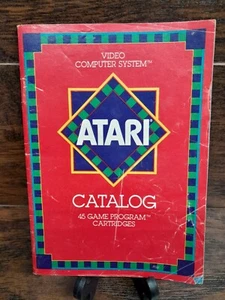 VIDEO
COMPUTER SYSTEM™
ATARI®
CATALOG
45 GAME PROGRAM™
CARTRIDGES